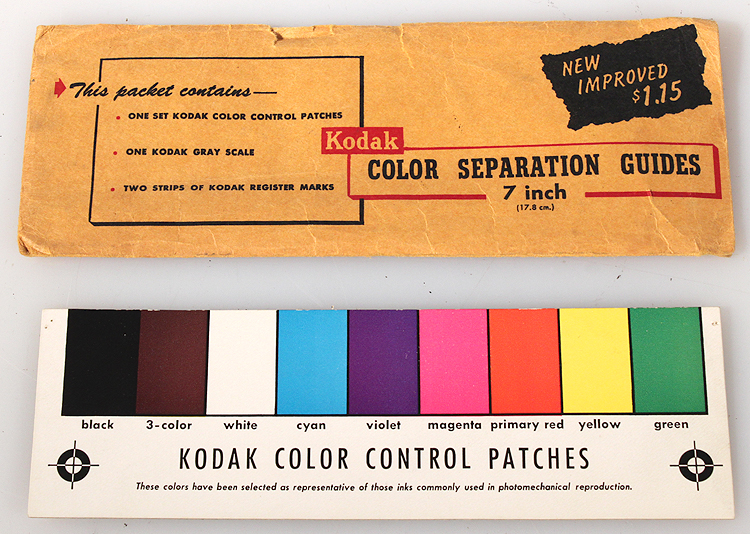 This packet contains—
• ONE SET KODAK COLOR CONTROL PATCHES
• ONE KODAK GRAY SCALE
• TWO STRIPS OF KODAK REGISTER MARKS
NEW
IMPROVED
$1.15
Kodak
COLOR SEPARATION GUIDES
7 inch
(17.8 cm.)
black 3-color white cyan violet magenta primary red yellow green
KODAK COLOR CONTROL PATCHES
These colors have been selected as representative of those inks commonly used in photomechanical reproduction.